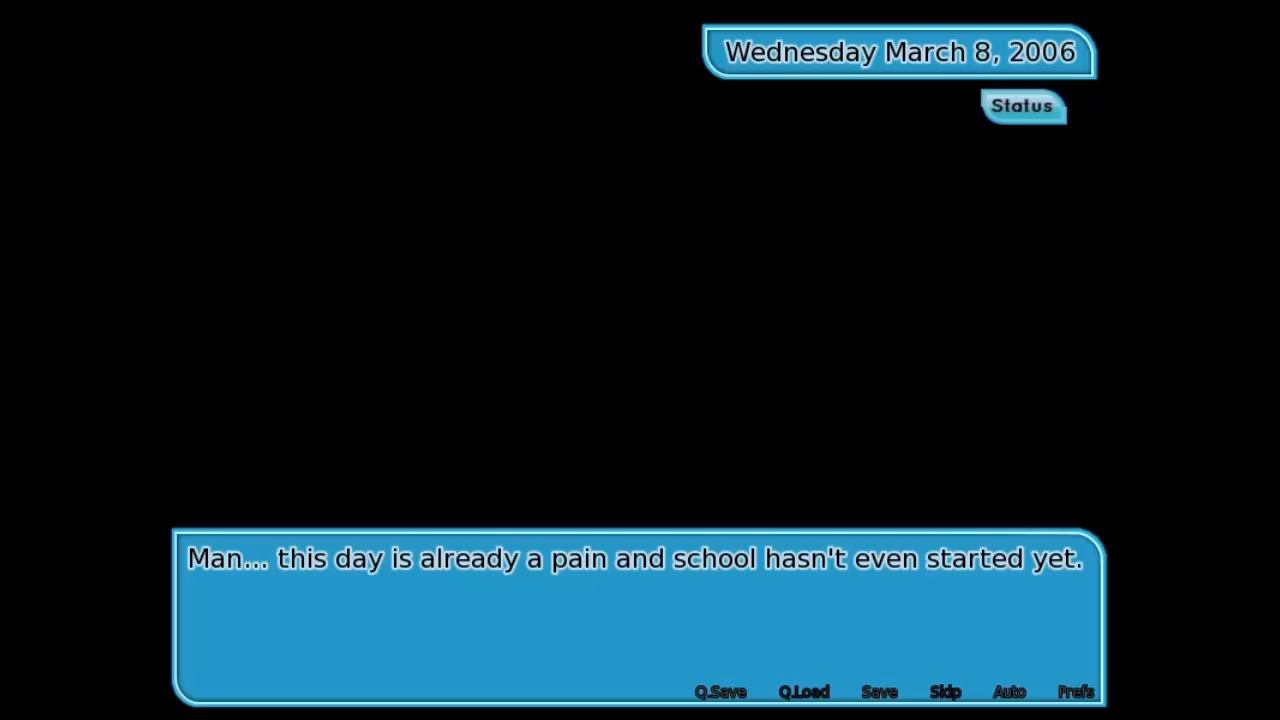 Wednesday March 8, 2006
Status
Man... this day is already a pain and school hasn't even started yet.
Q.Save Q.Load Save Skip Auto Prefs